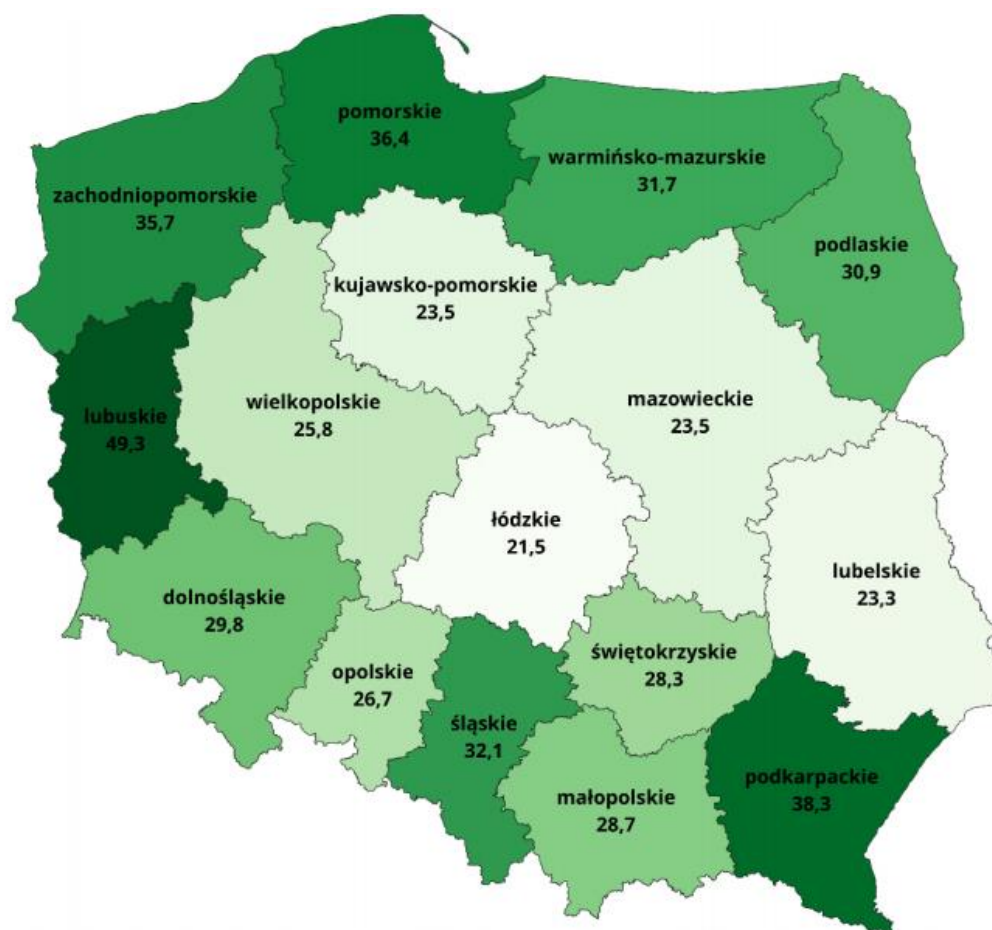 pomorskie
36,4
warmińsko-mazurskie
31,7
zachodniopomorskie
35,7
podlaskie
30,9
kujawsko-pomorskie
23,5
wielkopolskie
25,8
mazowieckie
23,5
lubuskie
49,3
łódzkie
21,5
lubelskie
23,3
dolnośląskie
29,8
świętokrzyskie
28,3
opolskie
26,7
śląskie
32,1
podkarpackie
38,3
małopolskie
28,7